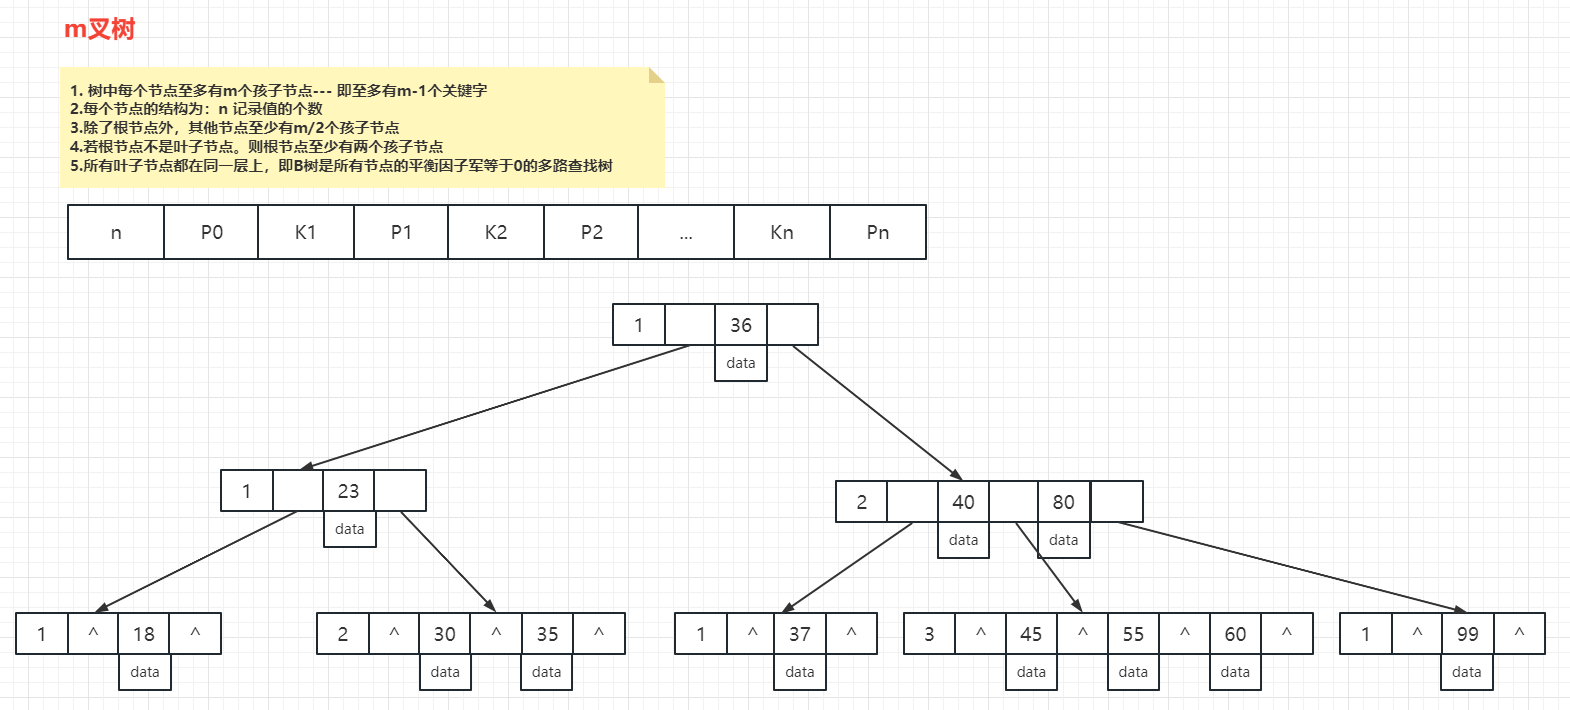 m叉树
1. 树中每个节点至多有m个孩子节点--- 即至多有m-1个关键字
2.每个节点的结构为：n 记录值的个数
3.除了根节点外，其他节点至少有m/2个孩子节点
4.若根节点不是叶子节点。则根节点至少有两个孩子节点
5.所有叶子节点都在同一层上，即B树是所有节点的平衡因子军等于0的多路查找树
n P0 K1 P1 K2 P2 ... Kn Pn
1 36
data
1 23
data
2 40 80
data data
1 ^ 18 ^
data
2 ^ 30 ^ 35 ^
data data
1 ^ 37 ^
data
3 ^ 45 ^ 55 ^ 60 ^
data data data
1 ^ 99 ^
data